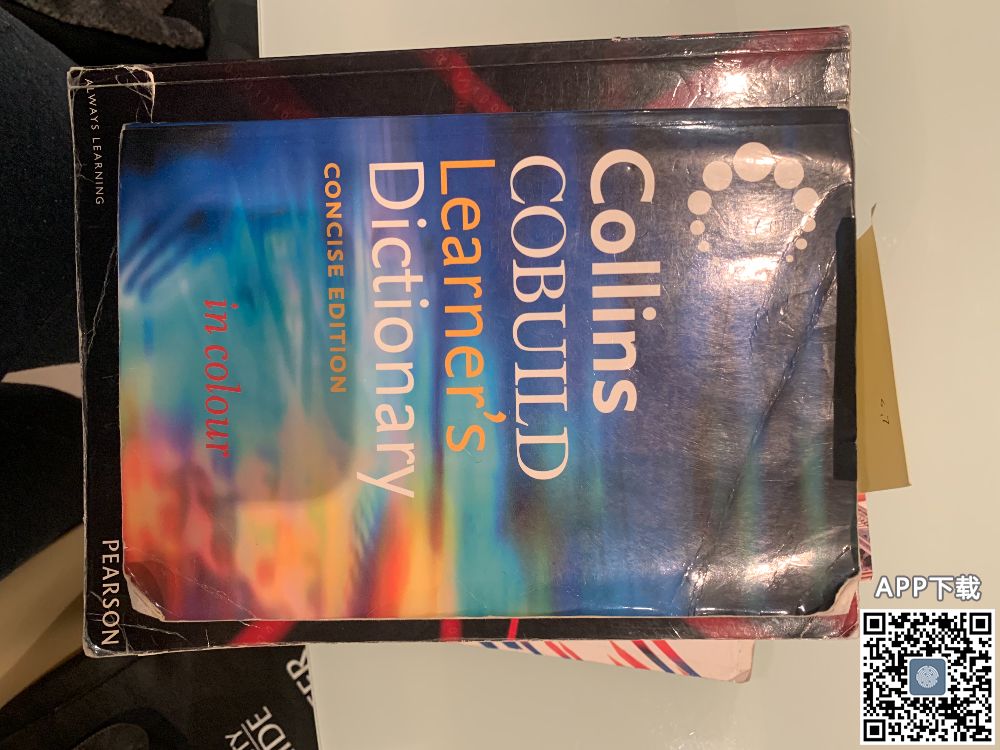 Collins
COBUILD
Learner's
Dictionary
CONCISE EDITION
in colour
ALWAYS LEARNING
PEARSON
APP下载